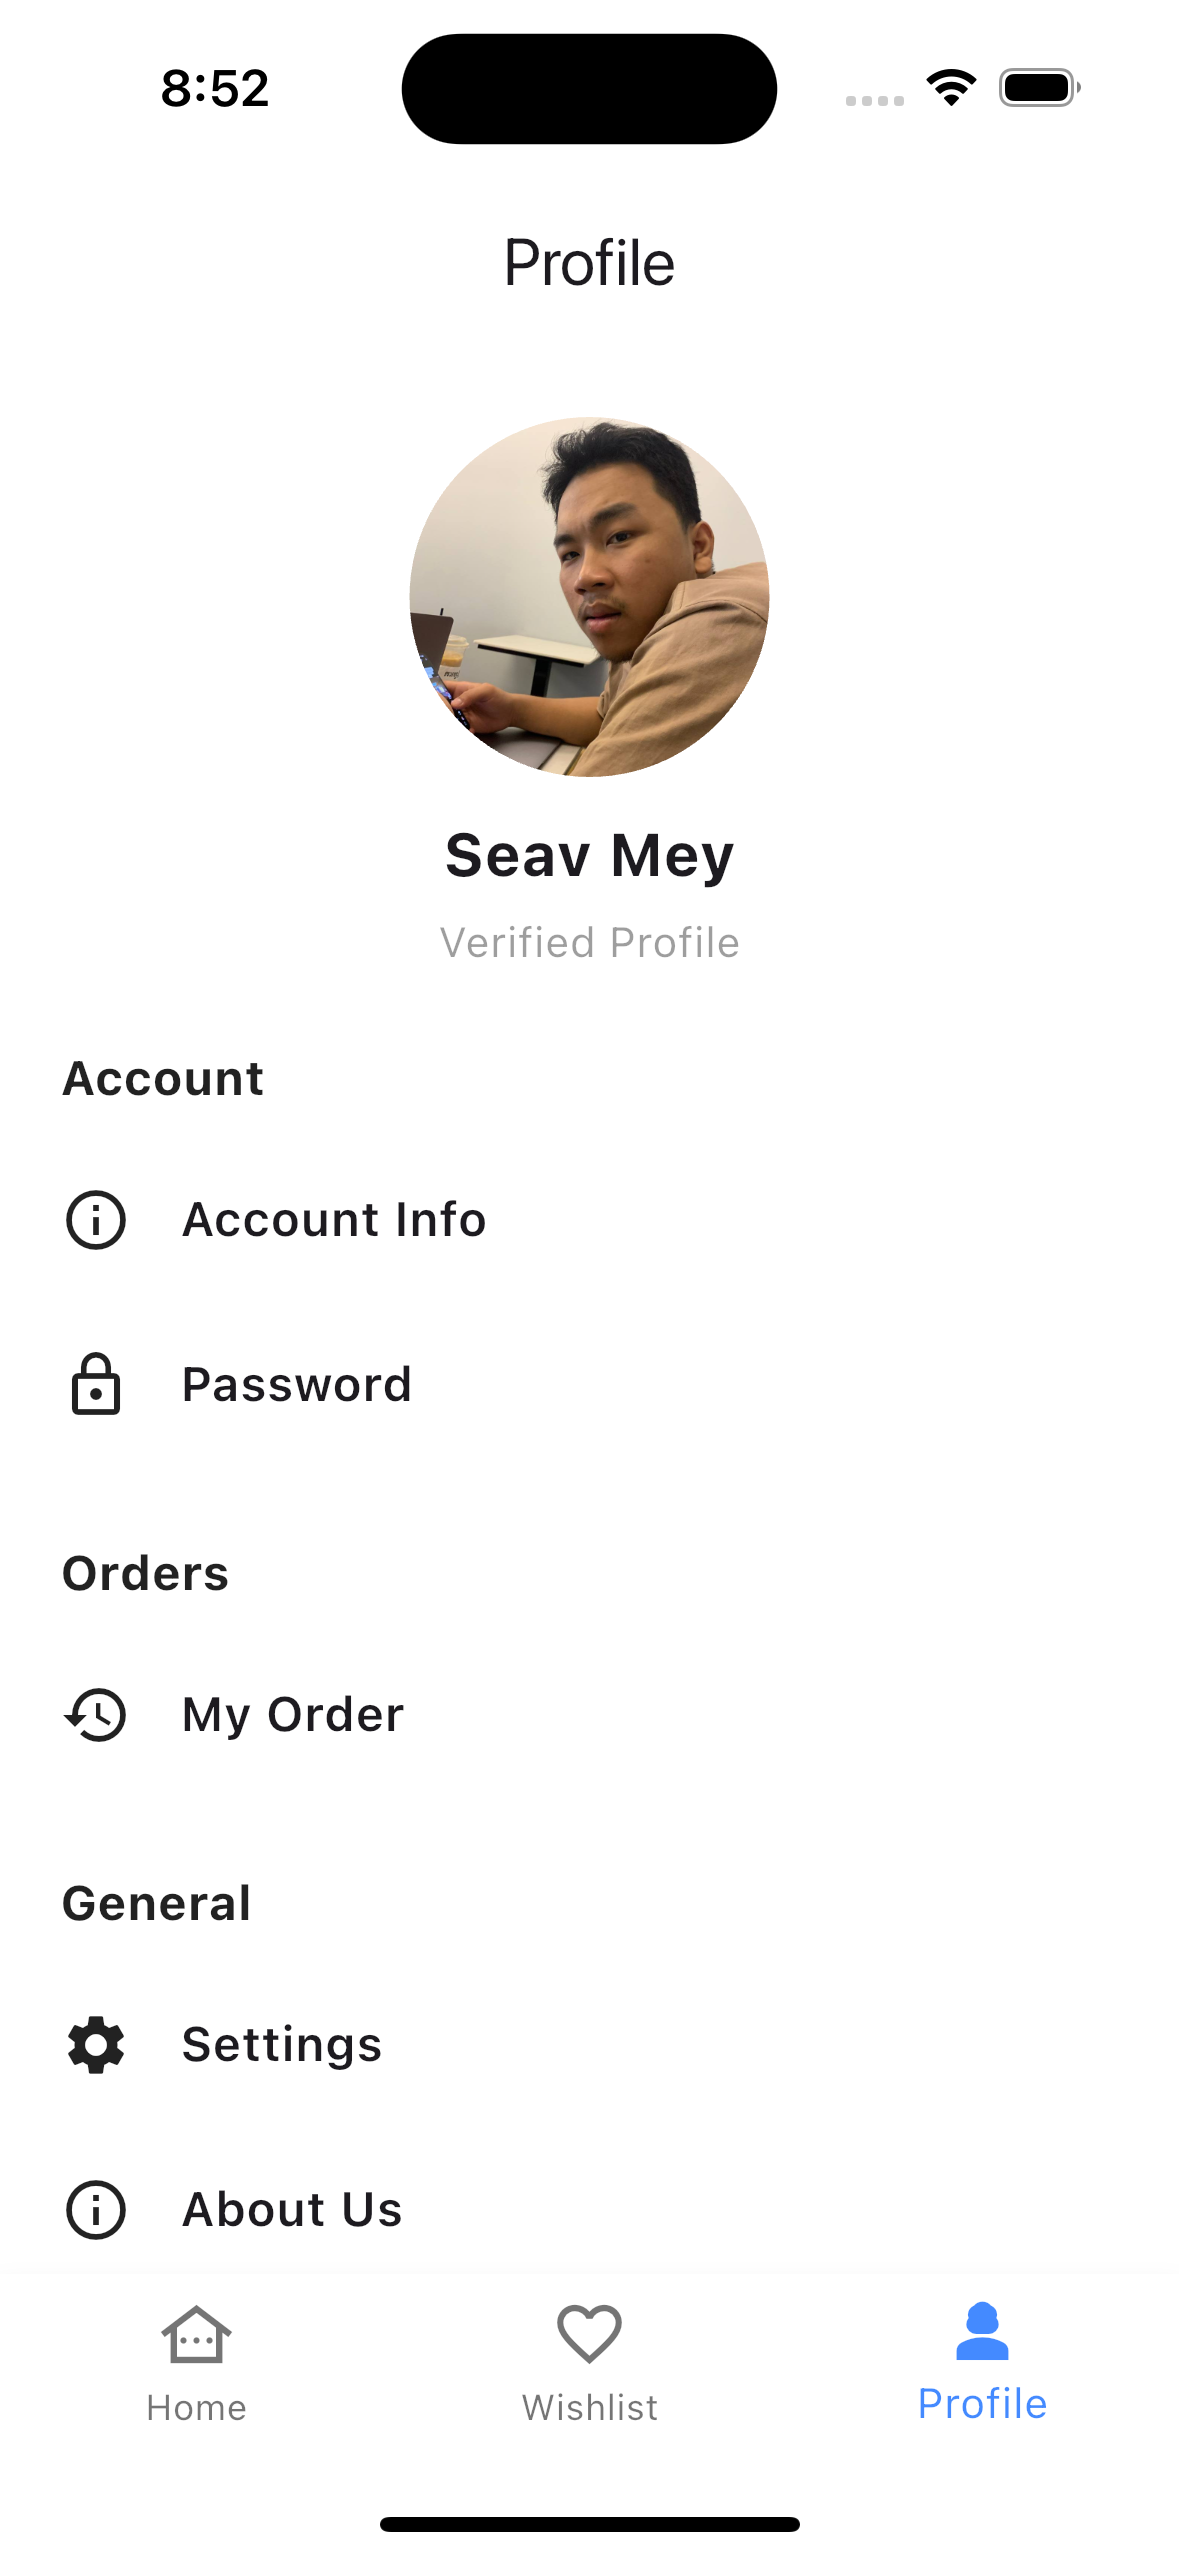 8:52
Profile
Seav Mey
Verified Profile
Account
Account Info
Password
Orders
My Order
General
Settings
About Us
Home
Wishlist
Profile